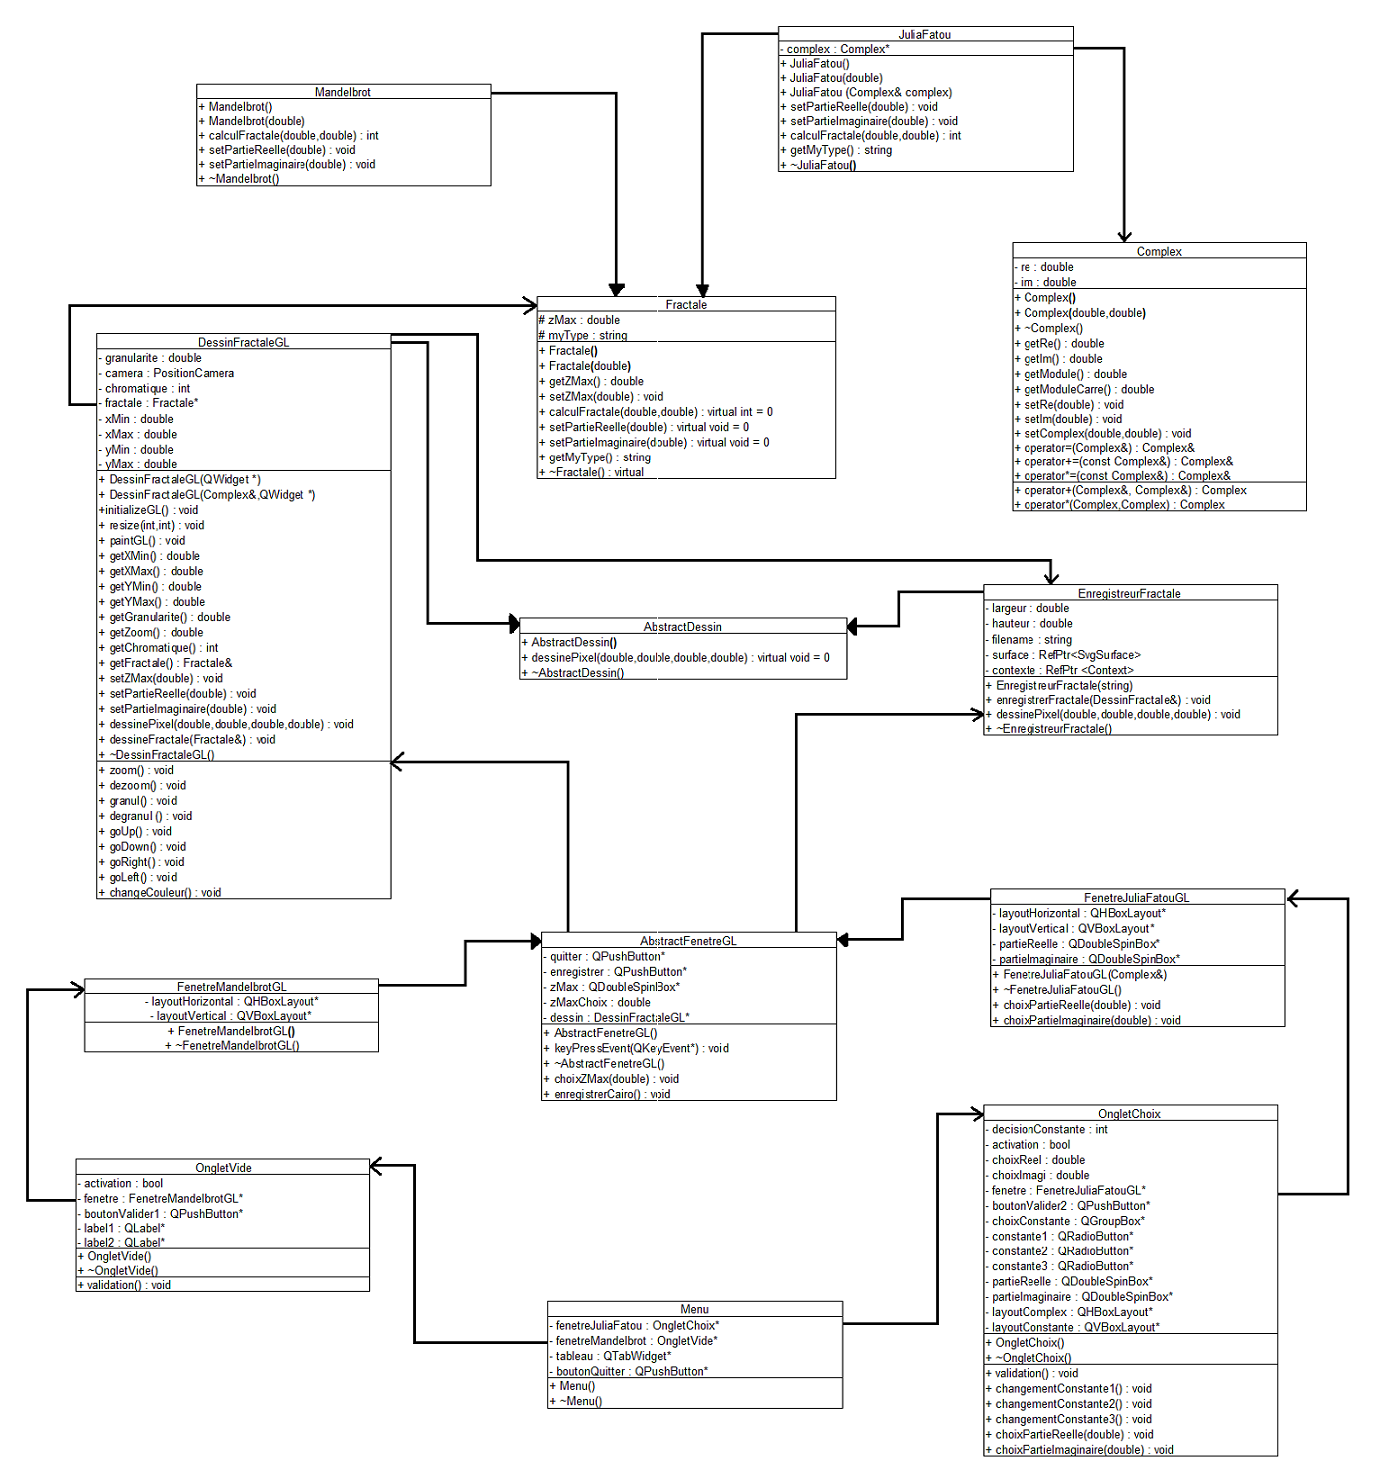 JuliaFatou
- complex : Complex*
+ JuliaFatou()
+ JuliaFatou(double)
+ JuliaFatou (Complex& complex)
+ setPartieReelle(double) : void
+ setPartieImaginaire(double) : void
+ calculFractale(double,double) : int
+ getMyType() : string
+ ~JuliaFatou()
Mandelbrot
+ Mandelbrot()
+ Mandelbrot(double)
+ calculFractale(double,double) : int
+ setPartieReelle(double) : void
+ setPartieImaginaire(double) : void
+ ~Mandelbrot()
Complex
- re : double
- im : double
+ Complex()
+ Complex(double,double)
+ ~Complex()
+ getRe() : double
+ getIm() : double
+ getModule() : double
+ getModuleCarre() : double
+ setRe(double) : void
+ setIm(double) : void
+ setComplex(double,double) : void
+ operator=(Complex&) : Complex&
+ operator+=(const Complex&) : Complex&
+ operator*=(const Complex&) : Complex&
+ operator+(Complex&, Complex&) : Complex
+ operator*(Complex,Complex) : Complex
Fractale
# zMax : double
# myType : string
+ Fractale()
+ Fractale(double)
+ getZMax() : double
+ setZMax(double) : void
+ calculFractale(double,double) : virtual int = 0
+ setPartieReelle(double) : virtual void = 0
+ setPartieImaginaire(double) : virtual void = 0
+ getMyType() : string
+ ~Fractale() : virtual
DessinFractaleGL
- granularite : double
- camera : PositionCamera
- chromatique : int
- fractale : Fractale*
- xMin : double
- xMax : double
- yMin : double
- yMax : double
+ DessinFractaleGL(QWidget *)
+ DessinFractaleGL(Complex&,QWidget *)
+initializeGL() : void
+ resize(int,int) : void
+ paintGL() : void
+ getXMin() : double
+ getXMax() : double
+ getYMin() : double
+ getYMax() : double
+ getGranularite() : double
+ getZoom() : double
+ getChromatique() : int
+ getFractale() : Fractale&
+ setZMax(double) : void
+ setPartieReelle(double) : void
+ setPartieImaginaire(double) : void
+ dessinePixel(double,double,double,double) : void
+ dessineFractale(Fractale&) : void
+ ~DessinFractaleGL()
+ zoom() : void
+ dezoom() : void
+ granul() : void
+ degranul () : void
+ goUp() : void
+ goDown() : void
+ goRight() : void
+ goLeft() : void
+ changeCouleur() : void
AbstractDessin
+ AbstractDessin()
+ dessinePixel(double,double,double,double) : virtual void = 0
+ ~AbstractDessin()
EnregistreurFractale
- largeur : double
- hauteur : double
- filename : string
- surface : RefPtr<SvgSurface>
- contexte : RefPtr <Context>
+ EnregistreurFractale(string)
+ enregistrerFractale(DessinFractale&) : void
+ dessinePixel(double,double,double,double) : void
+ ~EnregistreurFractale()
FenetreJuliaFatouGL
- layoutHorizontal : QHBoxLayout*
- layoutVertical : QVBoxLayout*
- partieReelle : QDoubleSpinBox*
- partieImaginaire : QDoubleSpinBox*
+ FenetreJuliaFatouGL(Complex&)
+ ~FenetreJuliaFatouGL()
+ choixPartieReelle(double) : void
+ choixPartieImaginaire(double) : void
AbstractFenetreGL
- quitter : QPushButton*
- enregistrer : QPushButton*
- zMax : QDoubleSpinBox*
- zMaxChoix : double
- dessin : DessinFractaleGL*
+ AbstractFenetreGL()
+ keyPressEvent(QKeyEvent*) : void
+ ~AbstractFenetreGL()
+ choixZMax(double) : void
+ enregistrerCairo() : void
FenetreMandelbrotGL
- layoutHorizontal : QHBoxLayout*
- layoutVertical : QVBoxLayout*
+ FenetreMandelbrotGL()
+ ~FenetreMandelbrotGL()
OngletVide
- activation : bool
- fenetre : FenetreMandelbrotGL*
- boutonValider1 : QPushButton*
- label1 : QLabel*
- label2 : QLabel*
+ OngletVide()
+ ~OngletVide()
+ validation() : void
OngletChoix
- decisionConstante : int
- activation : bool
- choixReel : double
- choixImagi : double
- fenetre : FenetreJuliaFatouGL*
- boutonValider2 : QPushButton*
- choixConstante : QGroupBox*
- constante1 : QRadioButton*
- constante2 : QRadioButton*
- constante3 : QRadioButton*
- partieReelle : QDoubleSpinBox*
- partieImaginaire : QDoubleSpinBox*
- layoutComplex : QHBoxLayout*
- layoutConstante : QVBoxLayout*
+ OngletChoix()
+ ~OngletChoix()
+ validation() : void
+ changementConstante1() : void
+ changementConstante2() : void
+ changementConstante3() : void
+ choixPartieReelle(double) : void
+ choixPartieImaginaire(double) : void
Menu
- fenetreJuliaFatou : OngletChoix*
- fenetreMandelbrot : OngletVide*
- tableau : QTabWidget*
- boutonQuitter : QPushButton*
+ Menu()
+ ~Menu()